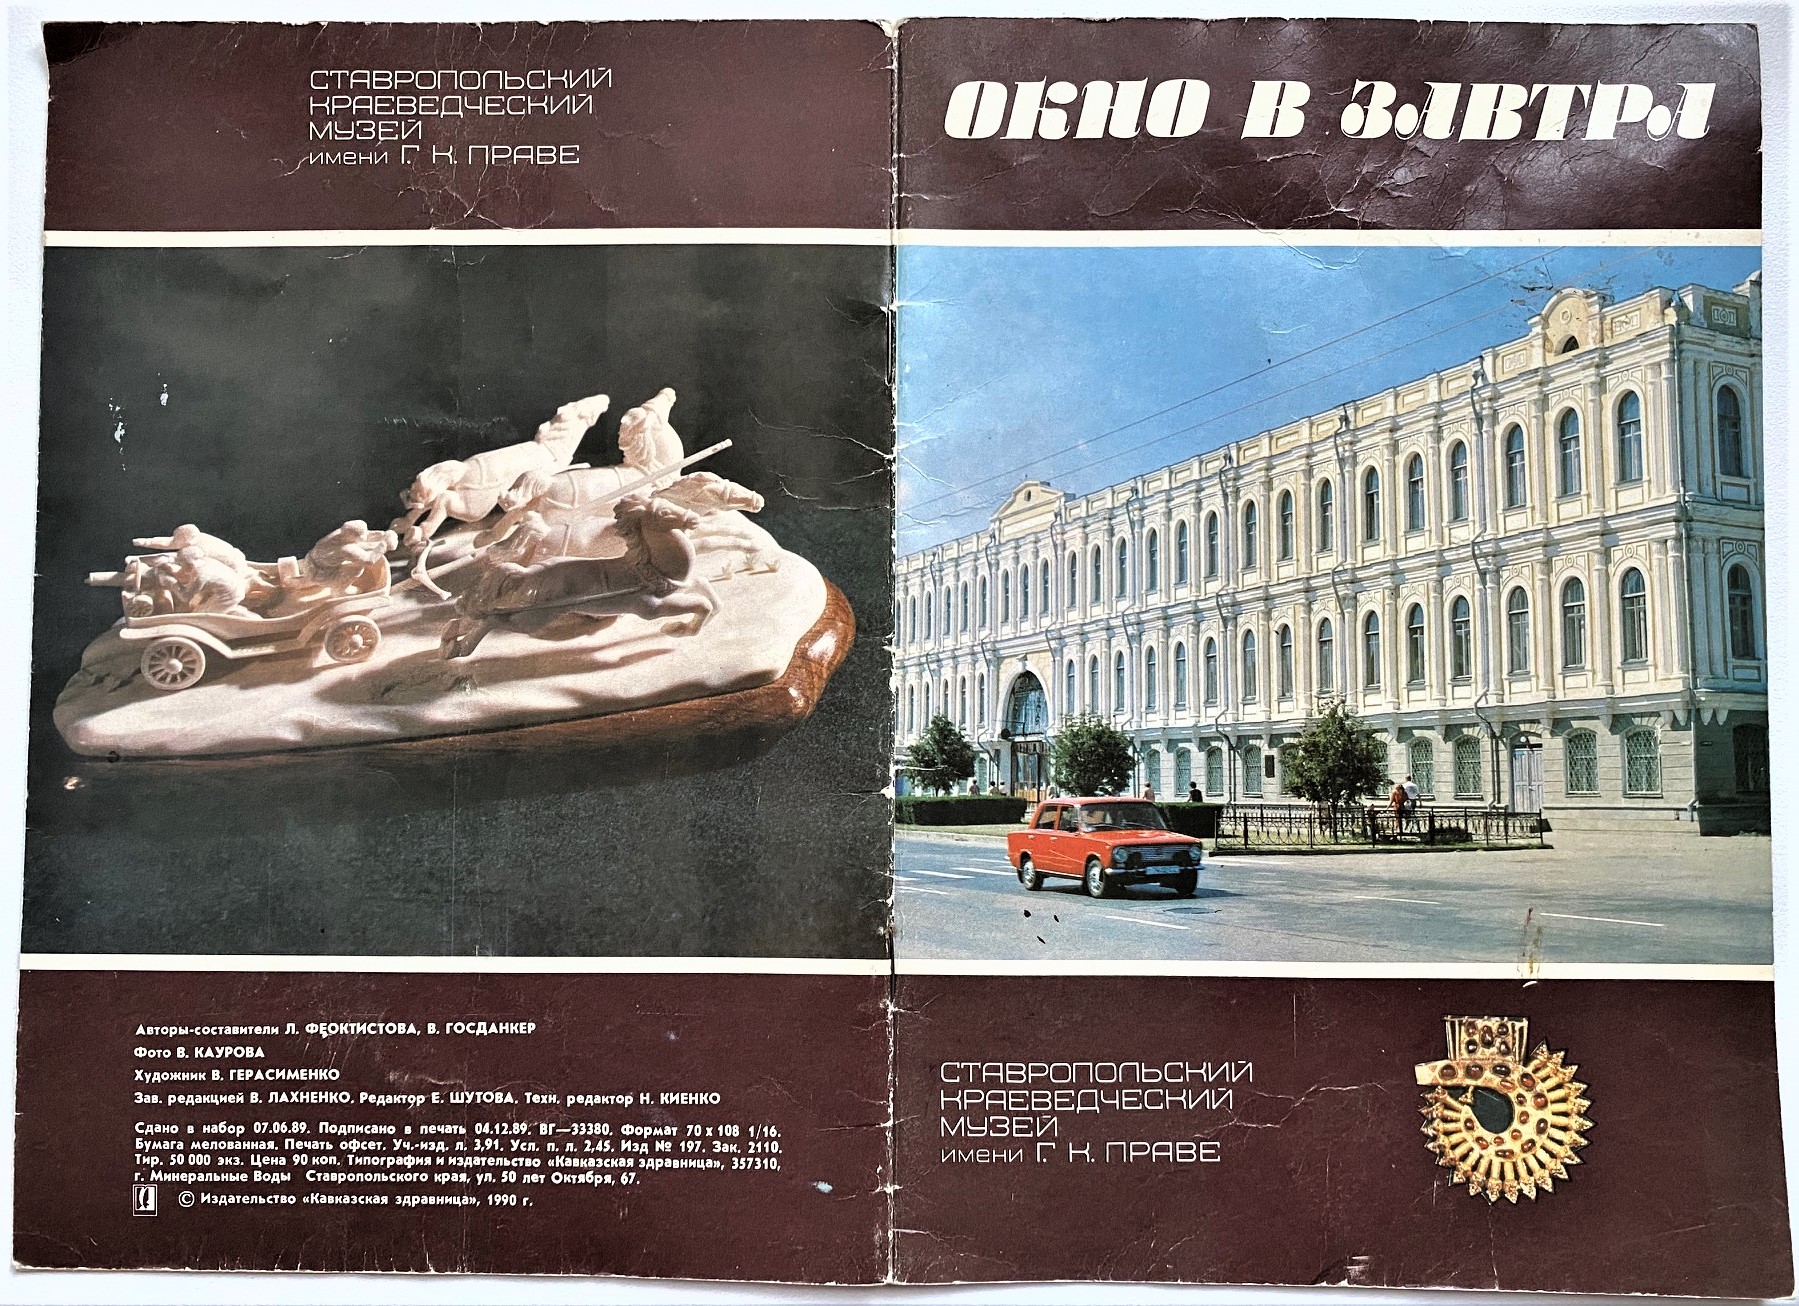 СТАВРОПОЛЬСКИЙ
КРАЕВЕДЧЕСКИЙ
МУЗЕЙ
имени Г. К. ПРАВЕ
Авторы-составители Л. ФЕОКТИСТОВА, В. ГОСДАНКЕР
Фото В. КАУРОВА
Художник В. ГЕРАСИМЕНКО
Зав. редакцией В. ЛАХНЕНКО. Редактор Е. ШУТОВА. Техн. редактор Н. КИЕНКО
Сдано в набор 07.06.89. Подписано в печать 04.12.89. ВГ—33380. Формат 70 х 108 1/16.
Бумага мелованная. Печать офсет. Уч.-изд. л. 3,91. Усл. п. л. 2,45. Изд № 197. Зак. 2110.
Тир. 50 000 экз. Цена 90 коп. Типография и издательство «Кавказская здравница», 357310,
г. Минеральные Воды Ставропольского края, ул. 50 лет Октября, 67.
© Издательство «Кавказская здравница», 1990 г.
ОКНО В ЗАВТРА
СТАВРОПОЛЬСКИЙ
КРАЕВЕДЧЕСКИЙ
МУЗЕЙ
имени Г. К. ПРАВЕ